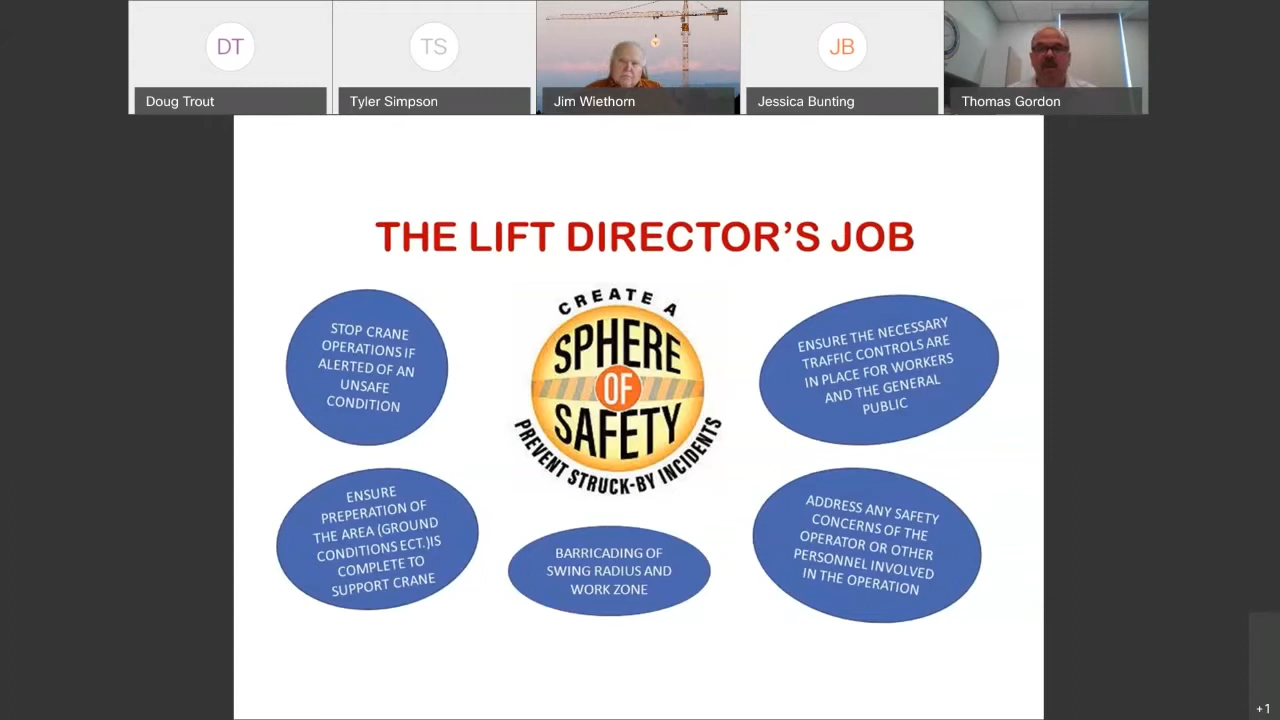 DT
TS
JB
Doug Trout
Tyler Simpson
Jim Wiethorn
Jessica Bunting
Thomas Gordon
THE LIFT DIRECTOR'S JOB
STOP CRANE
OPERATIONS IF
ALERTED OF AN
UNSAFE
CONDITION
CREATE A
SPHERE
OF
SAFETY
PREVENT STRUCK-BY INCIDENTS
ENSURE THE NECESSARY
TRAFFIC CONTROLS ARE
IN PLACE FOR WORKERS
AND THE GENERAL
PUBLIC
ENSURE
PREPERATION OF
THE AREA (GROUND
CONDITIONS ECT.)IS
COMPLETE TO
SUPPORT CRANE
BARRICADING OF
SWING RADIUS AND
WORK ZONE
ADDRESS ANY SAFETY
CONCERNS OF THE
OPERATOR OR OTHER
PERSONNEL INVOLVED
IN THE OPERATION
+1